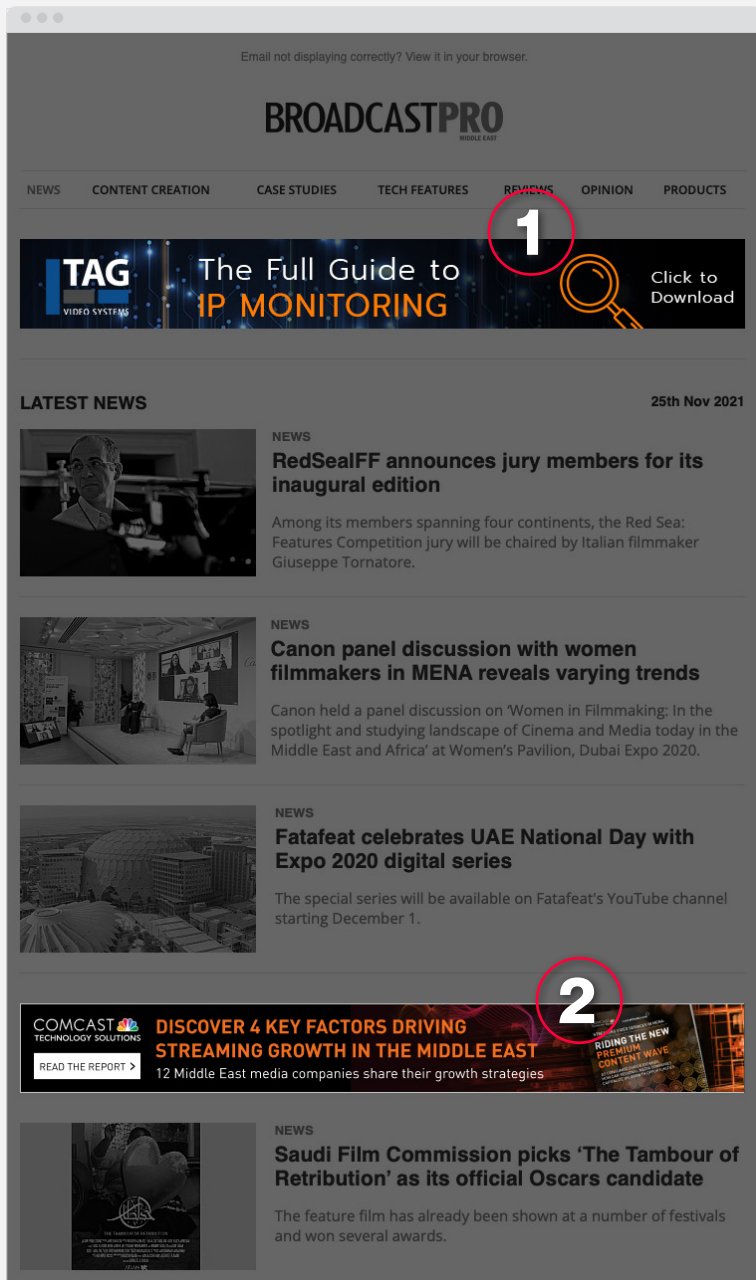 Email not displaying correctly? View it in your browser.
BROADCASTPRO
MIDDLE EAST
NEWS CONTENT CREATION CASE STUDIES TECH FEATURES REVIEWS OPINION PRODUCTS
1
TAG
VIDEO SYSTEMS
The Full Guide to
IP MONITORING
Click to
Download
LATEST NEWS
25th Nov 2021
NEWS
RedSeaIFF announces jury members for its
inaugural edition
Among its members spanning four continents, the Red Sea:
Features Competition jury will be chaired by Italian filmmaker
Giuseppe Tornatore.
NEWS
Canon panel discussion with women
filmmakers in MENA reveals varying trends
Canon held a panel discussion on ‘Women in Filmmaking: In the
spotlight and studying landscape of Cinema and Media today in the
Middle East and Africa’ at Women’s Pavilion, Dubai Expo 2020.
NEWS
Fatafeat celebrates UAE National Day with
Expo 2020 digital series
The special series will be available on Fatafeat's YouTube channel
starting December 1.
2
COMCAST
TECHNOLOGY SOLUTIONS
READ THE REPORT >
DISCOVER 4 KEY FACTORS DRIVING
STREAMING GROWTH IN THE MIDDLE EAST
12 Middle East media companies share their growth strategies
RIDING THE NEW
PREMIUM
CONTENT WAVE
NEWS
Saudi Film Commission picks ‘The Tambour of
Retribution’ as its official Oscars candidate
The feature film has already been shown at a number of festivals
and won several awards.
THE TAMBOUR OF RETRIBUTION